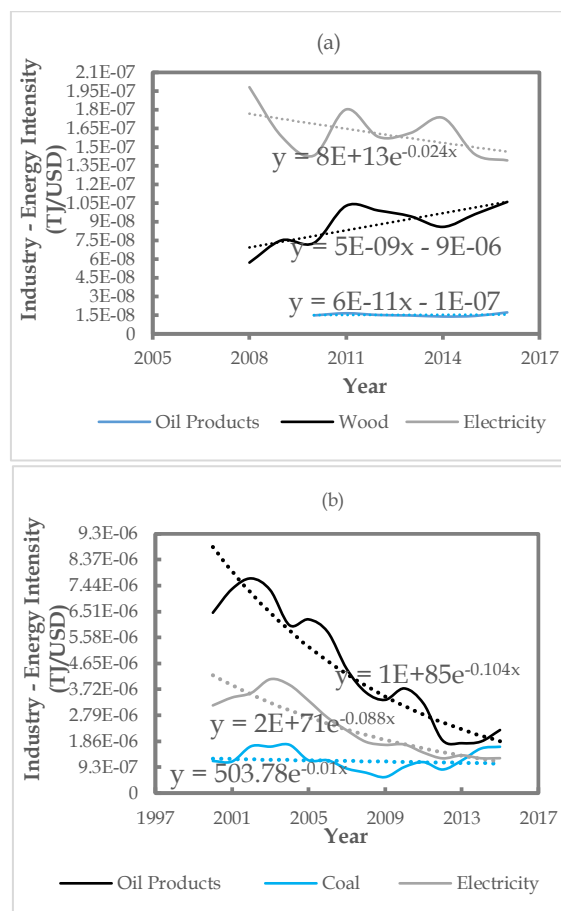 (a)
Industry - Energy Intensity
(TJ/USD)
2.1E-07
1.95E-07
1.8E-07
1.65E-07
1.5E-07
1.35E-07
1.2E-07
1.05E-07
9E-08
7.5E-08
6E-08
4.5E-08
3E-08
1.5E-08
0
y = 8E+13e^-0.024x
y = 5E-09x - 9E-06
y = 6E-11x - 1E-07
2005 2008 2011 2014 2017
Year
Oil Products Wood Electricity
(b)
Industry - Energy Intensity
(TJ/USD)
9.3E-06
8.37E-06
7.44E-06
6.51E-06
5.58E-06
4.65E-06
3.72E-06
2.79E-06
1.86E-06
9.3E-07
0
y = 1E+85e^-0.104x
y = 2E+71e^-0.088x
y = 503.78e^-0.01x
1997 2001 2005 2009 2013 2017
Year
Oil Products Coal Electricity